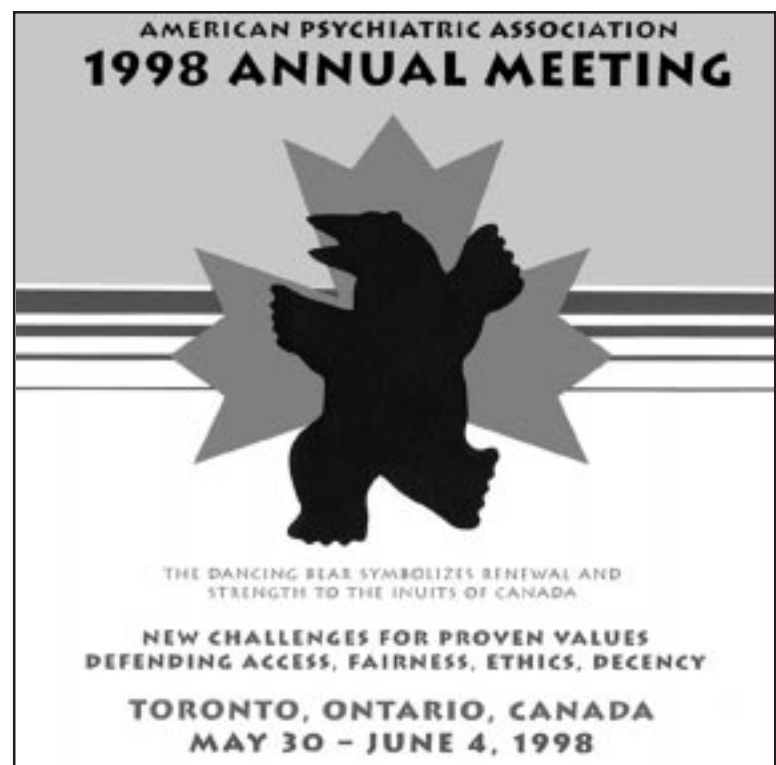 AMERICAN PSYCHIATRIC ASSOCIATION
1998 ANNUAL MEETING
THE DANCING BEAR SYMBOLIZES RENEWAL AND
STRENGTH TO THE INUITS OF CANADA
NEW CHALLENGES FOR PROVEN VALUES
DEFENDING ACCESS, FAIRNESS, ETHICS, DECENCY
TORONTO, ONTARIO, CANADA
MAY 30 – JUNE 4, 1998